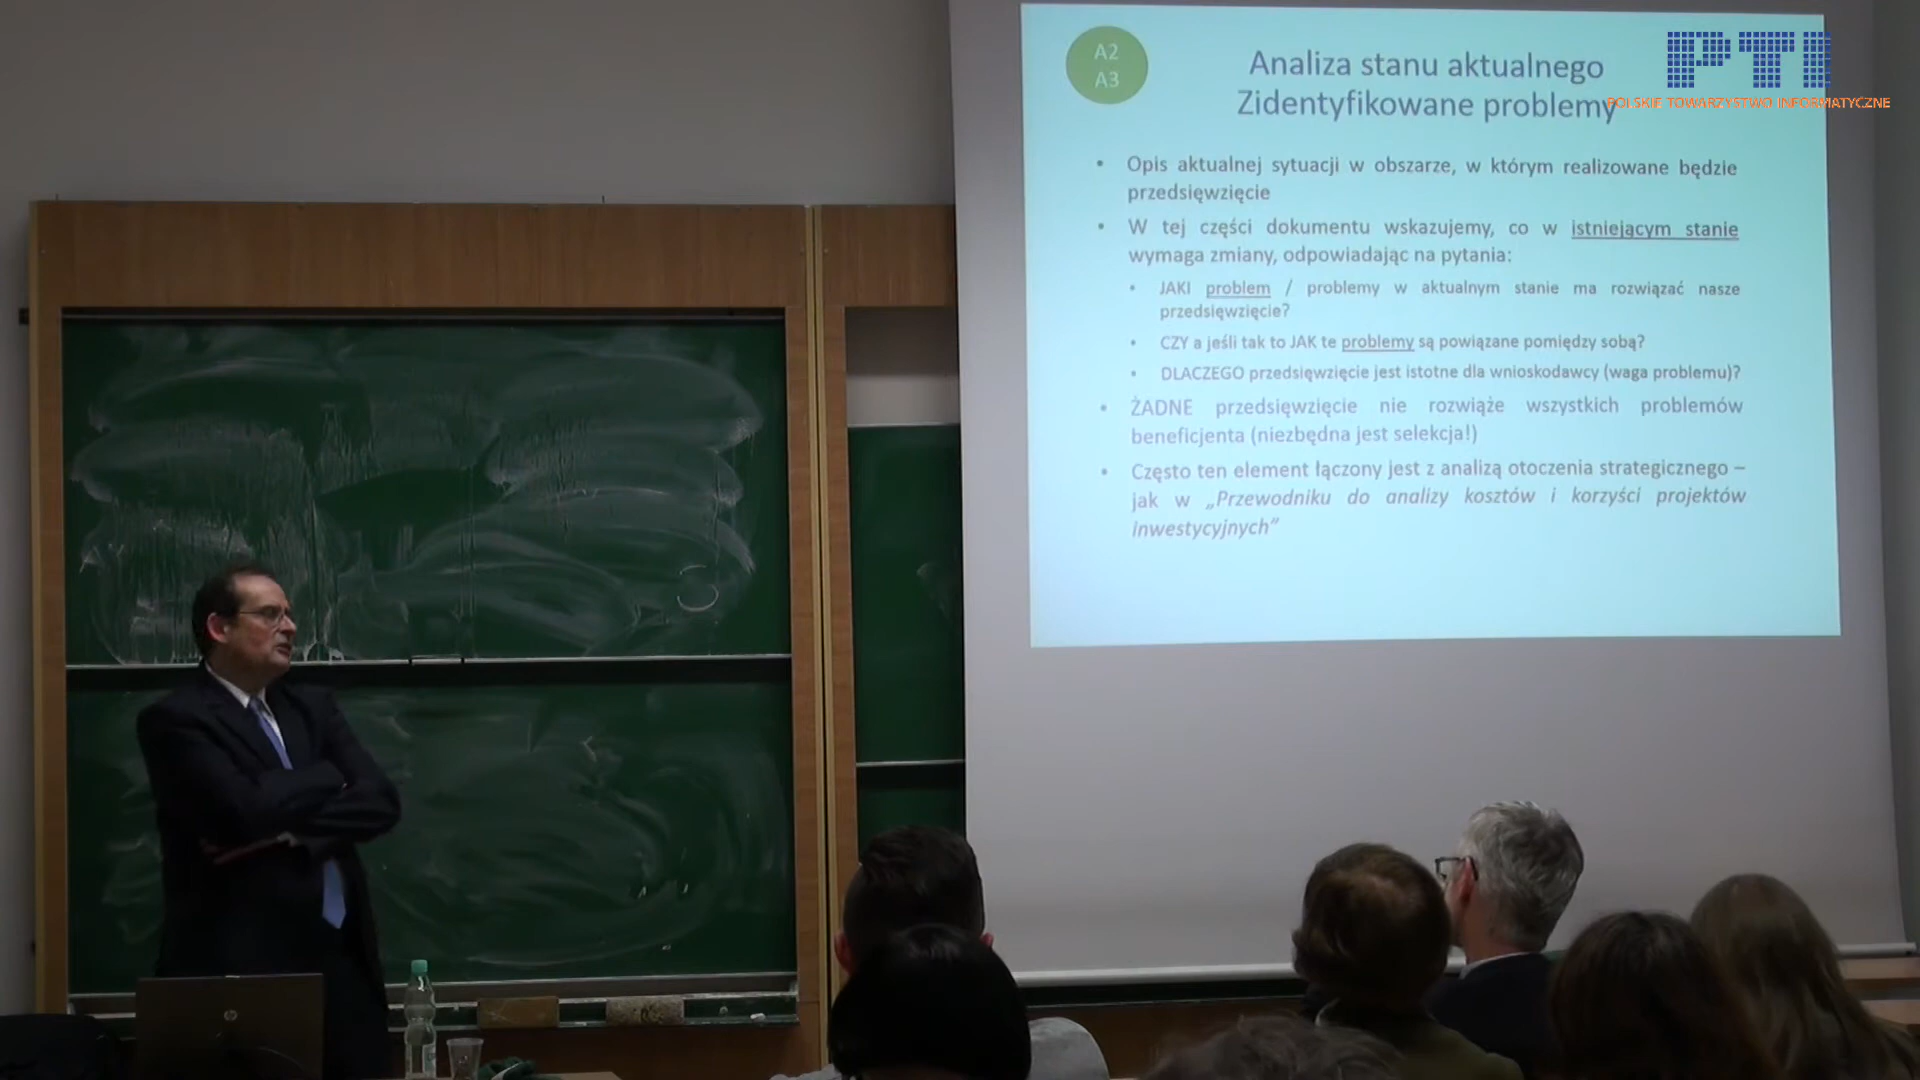 A2
A3
Analiza stanu aktualnego
Zidentyfikowane problemy
PTI
POLSKIE TOWARZYSTWO INFORMATYCZNE
• Opis aktualnej sytuacji w obszarze, w którym realizowane będzie
przedsięwzięcie
• W tej części dokumentu wskazujemy, co w istniejącym stanie
wymaga zmiany, odpowiadając na pytania:
• JAKI problem / problemy w aktualnym stanie ma rozwiązać nasze
przedsięwzięcie?
• CZY a jeśli tak to JAK te problemy są powiązane pomiędzy sobą?
• DLACZEGO przedsięwzięcie jest istotne dla wnioskodawcy (waga problemu)?
• ŻADNE przedsięwzięcie nie rozwiąże wszystkich problemów
beneficjenta (niezbędna jest selekcja!)
• Często ten element łączony jest z analizą otoczenia strategicznego –
jak w „Przewodniku do analizy kosztów i korzyści projektów
inwestycyjnych”
hp